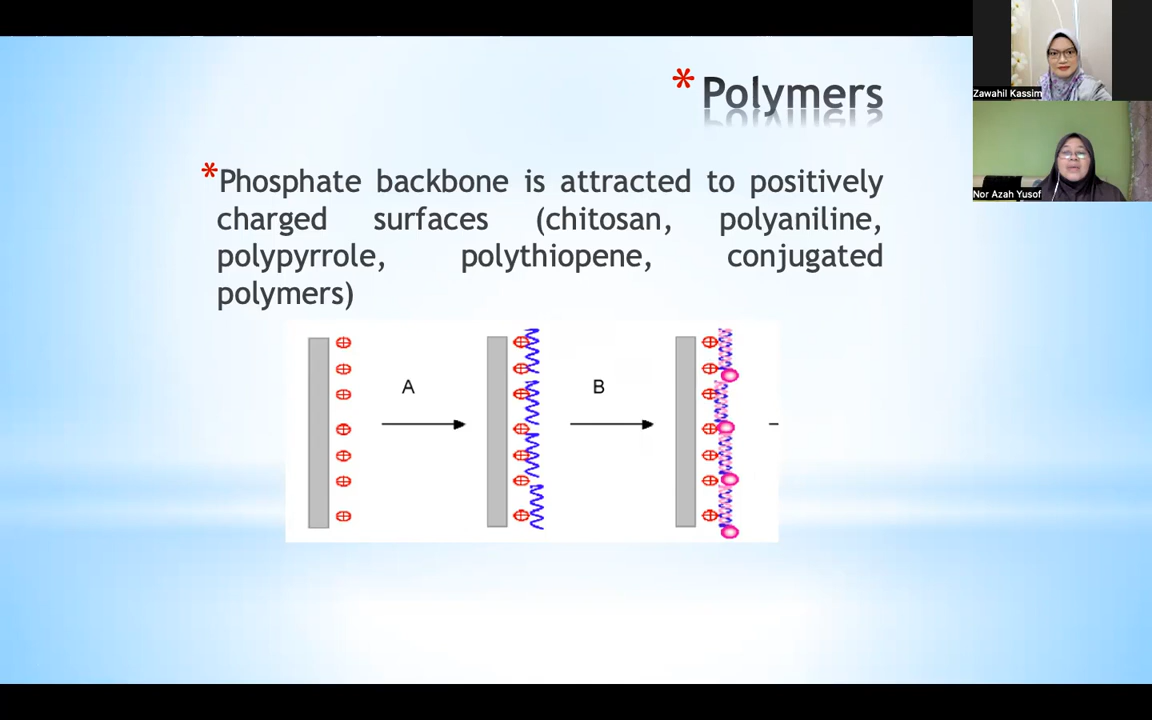 * Polymers
Zawahil Kassim
Nor Azah Yusof
*Phosphate backbone is attracted to positively
charged surfaces (chitosan, polyaniline,
polypyrrole, polythiopene, conjugated
polymers)
A
B